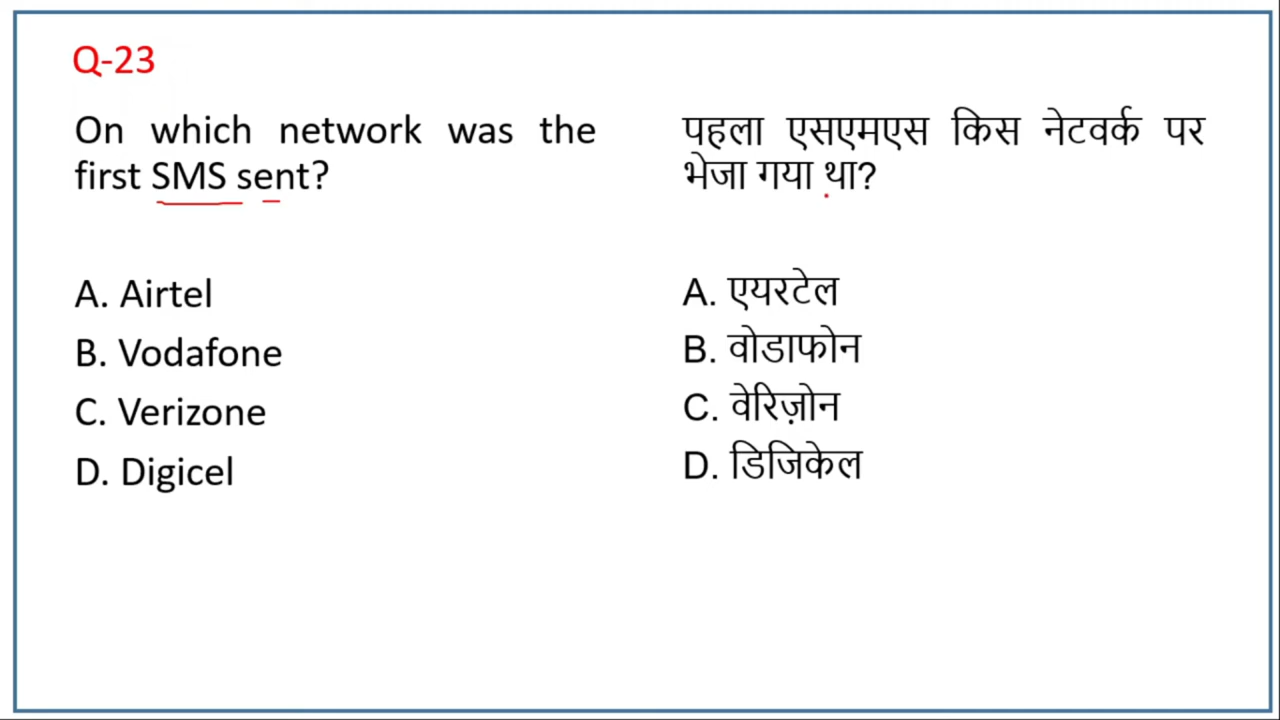 Q-23
On which network was the
first SMS sent?
A. Airtel
B. Vodafone
C. Verizone
D. Digicel
पहला एसएमएस किस नेटवर्क पर
भेजा गया था?
A. एयरटेल
B. वोडाफोन
C. वेरिज़ोन
D. डिजिकेल